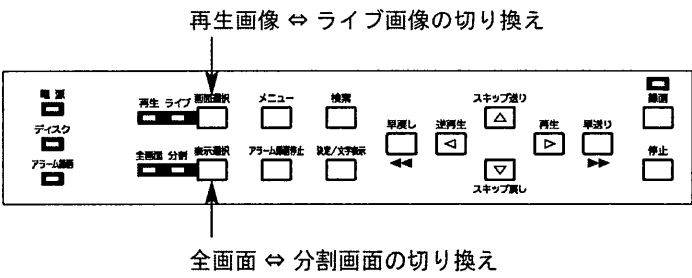 再生画像 ⇔ ライブ画像の切り換え
電源
再生 ライブ 画面選択 メニュー 検索 スキップ送り 録画
ディスク
早戻し 逆再生 再生 早送り
全画面 分割 表示選択 アラーム録画停止 決定/文字表示 停止
アラーム録画
スキップ戻し
全画面 ⇔ 分割画面の切り換え